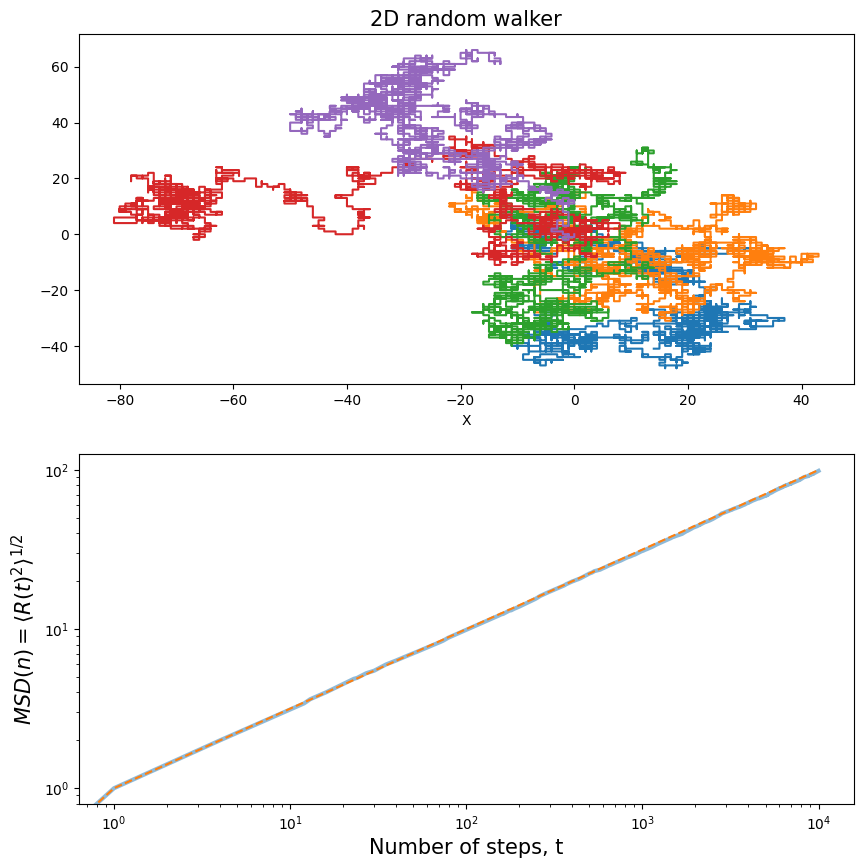 2D random walker
60
40
20
0
−20
−40
−80 −60 −40 −20 0 20 40
X
10²
10¹
10⁰
MSD(n) = ⟨R(t)²⟩^{1/2}
10⁰ 10¹ 10² 10³ 10⁴
Number of steps, t